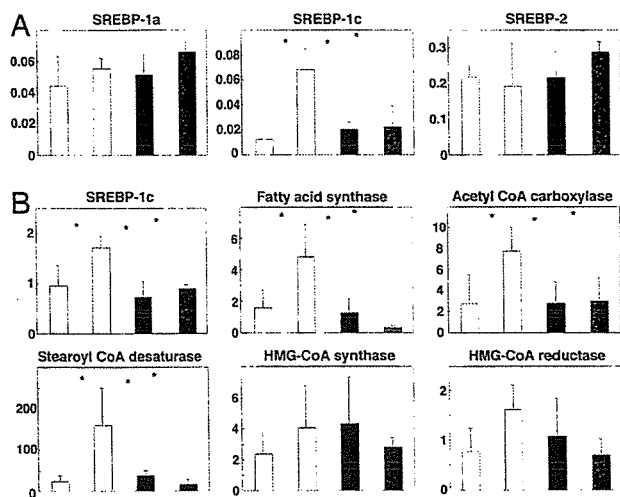 A
SREBP-1a SREBP-1c SREBP-2
0.06 0.08 0.3
0.04 0.06 0.2
0.02 0.04 0.1
0 0.02 0
0
* * *
B
SREBP-1c Fatty acid synthase Acetyl CoA carboxylase
* * * * * * * * *
2 6 10
1 4 8
0 2 6
0 4
2
0
Stearoyl CoA desaturase HMG-CoA synthase HMG-CoA reductase
* * *
200 6 2
100 4 1
0 2 0
0